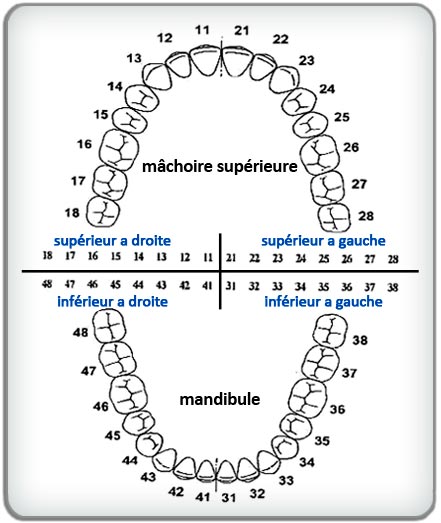 11 21
12 22
13 23
14 24
15 25
16 26
mâchoire supérieure
17 27
18 28
supérieur a droite supérieur a gauche
18 17 16 15 14 13 12 11 21 22 23 24 25 26 27 28
48 47 46 45 44 43 42 41 31 32 33 34 35 36 37 38
inférieur a droite inférieur a gauche
48 38
47 37
46 36
mandibule
45 35
44 34
43 33
42 41 31 32